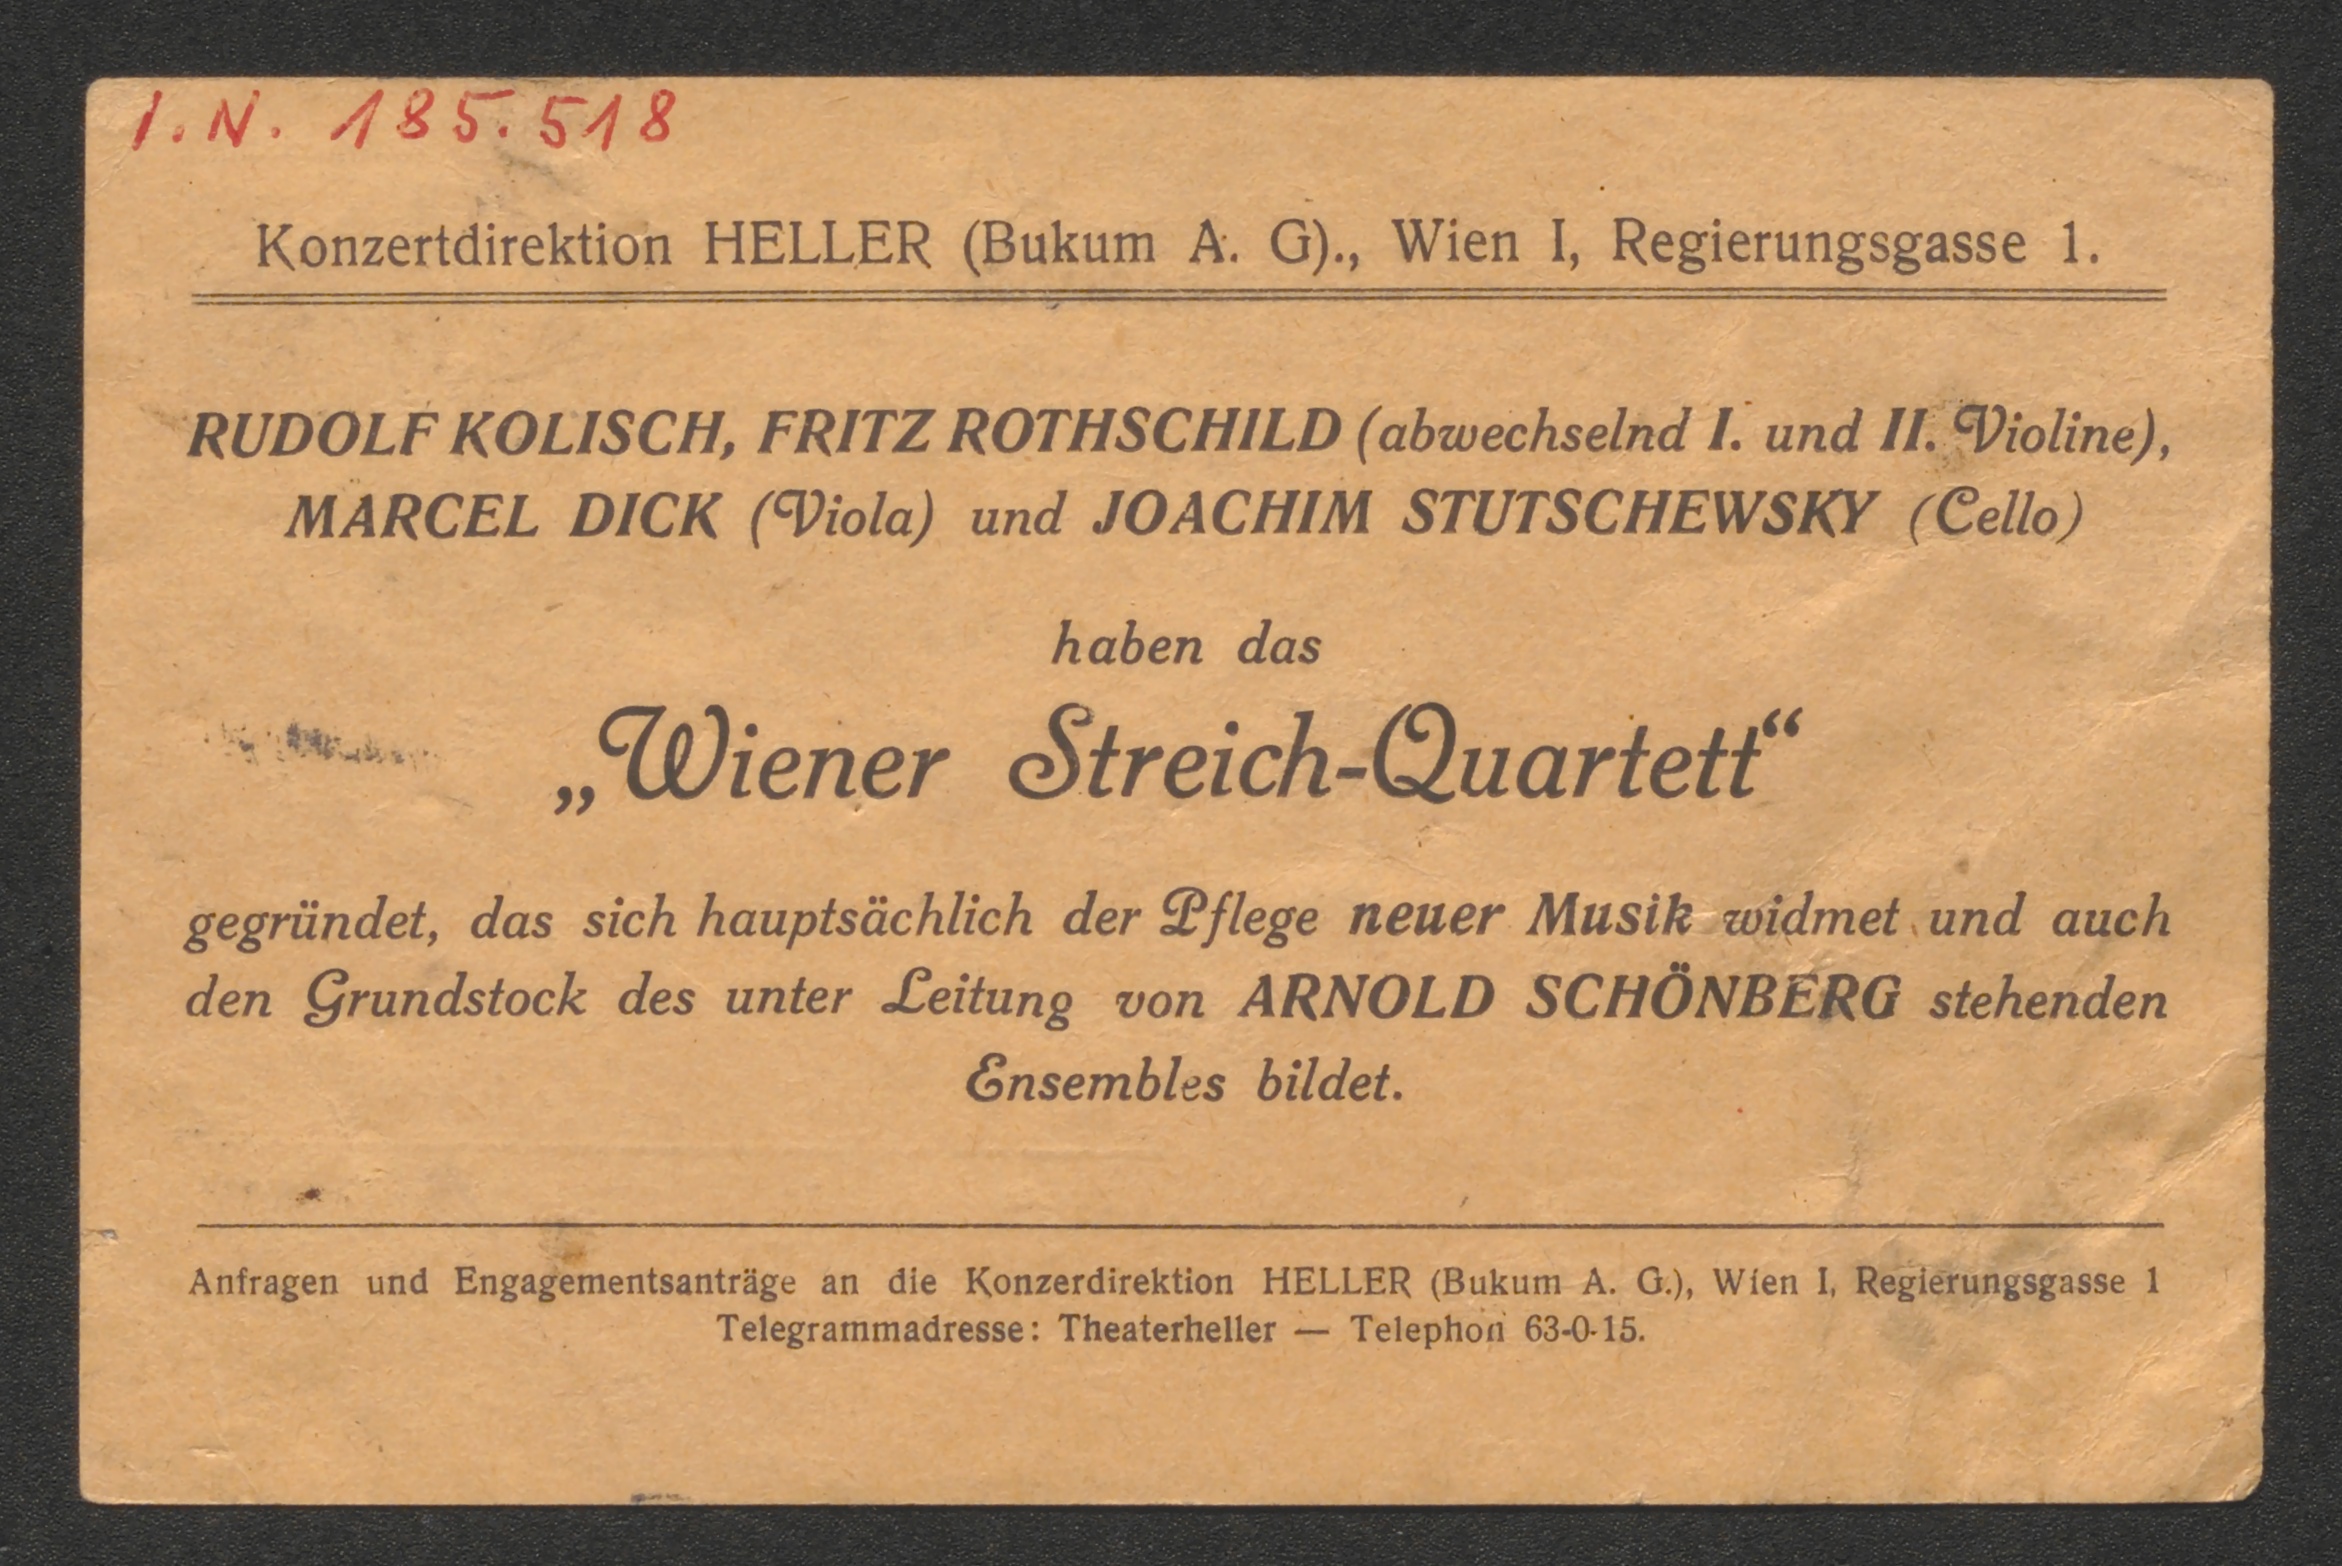 I.N. 185.518
Konzertdirektion HELLER (Bukum A. G)., Wien I, Regierungsgasse 1.
RUDOLF KOLISCH, FRITZ ROTHSCHILD (abwechselnd I. und II. Violine),
MARCEL DICK (Viola) und JOACHIM STUTSCHEWSKY (Cello)
haben das
„Wiener Streich-Quartett“
gegründet, das sich hauptsächlich der Pflege neuer Musik widmet und auch
den Grundstock des unter Leitung von ARNOLD SCHÖNBERG stehenden
Ensembles bildet.
Anfragen und Engagementsanträge an die Konzerdirektion HELLER (Bukum A. G.), Wien I, Regierungsgasse 1
Telegrammadresse: Theaterheller — Telephon 63-0-15.